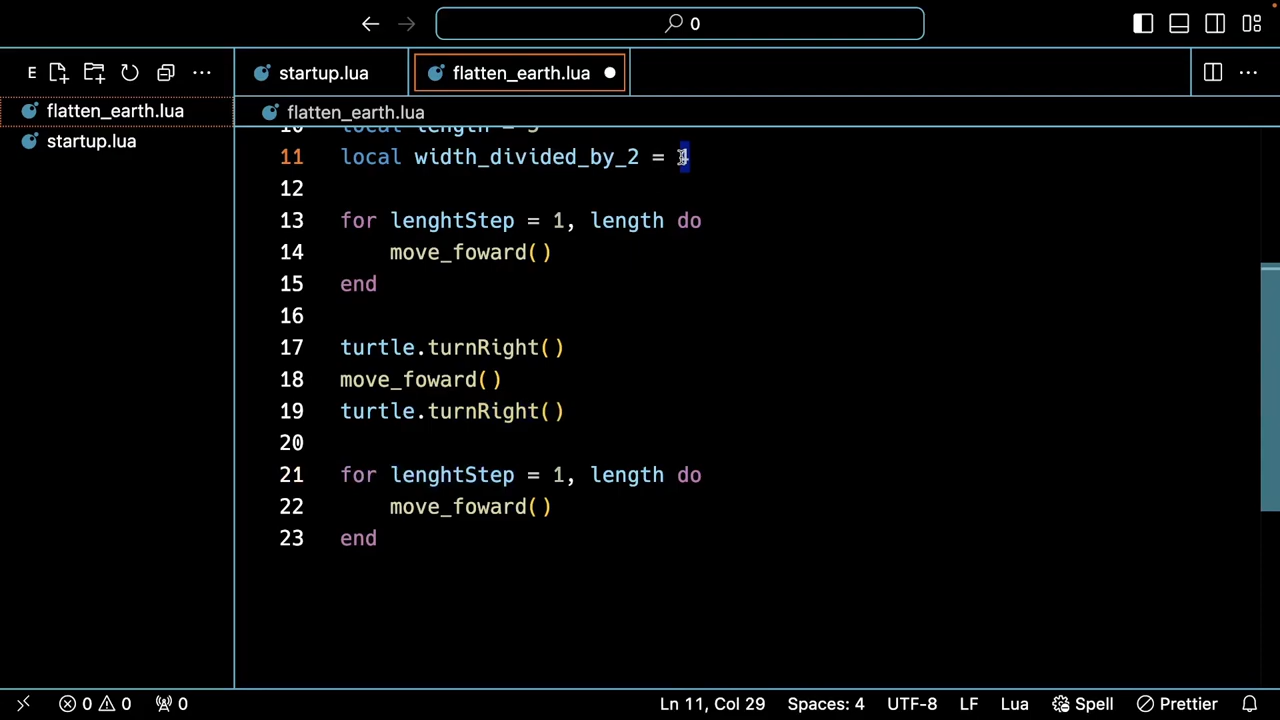 0
E
startup.lua
flatten_earth.lua
flatten_earth.lua
flatten_earth.lua
startup.lua
10 local length =
11 local width_divided_by_2 =
12
13 for lenghtStep = 1, length do
14 move_foward()
15 end
16
17 turtle.turnRight()
18 move_foward()
19 turtle.turnRight()
20
21 for lenghtStep = 1, length do
22 move_foward()
23 end
0 0 0 Ln 11, Col 29 Spaces: 4 UTF-8 LF Lua Spell Prettier